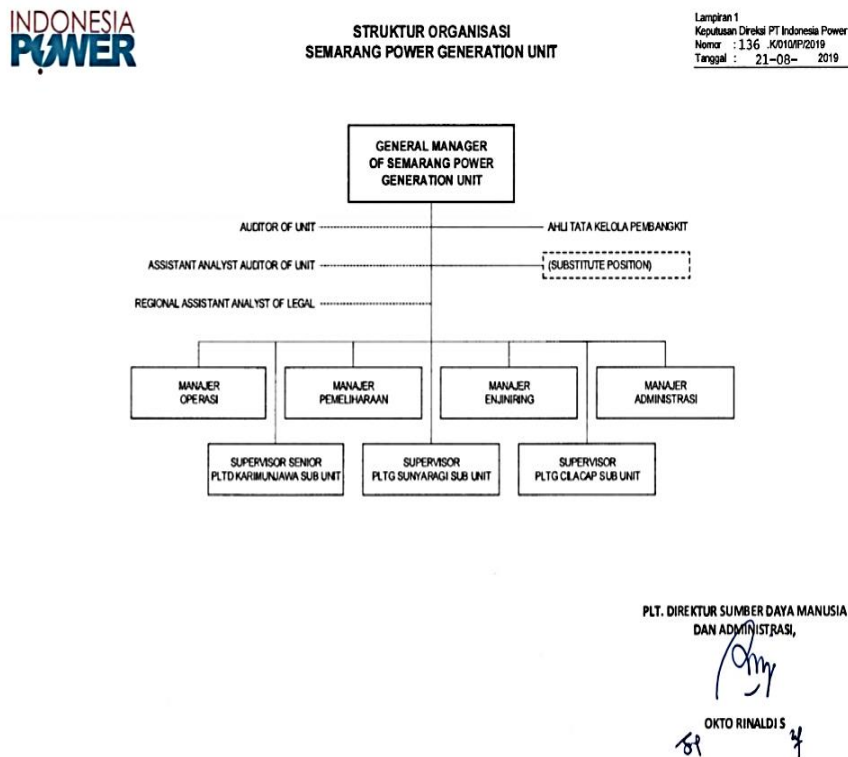 INDONESIA
POWER
STRUKTUR ORGANISASI
SEMARANG POWER GENERATION UNIT
Lampiran 1
Keputusan Direksi PT Indonesia Power
Nomor : 136 .K/010/IP/2019
Tanggal : 21-08- 2019
GENERAL MANAGER
OF SEMARANG POWER
GENERATION UNIT
AUDITOR OF UNIT
AHLI TATA KELOLA PEMBANGKIT
ASSISTANT ANALYST AUDITOR OF UNIT
(SUBSTITUTE POSITION)
REGIONAL ASSISTANT ANALYST OF LEGAL
MANAJER
OPERASI
MANAJER
PEMELIHARAAN
MANAJER
ENJINIRING
MANAJER
ADMINISTRASI
SUPERVISOR SENIOR
PLTD KARIMUNJAWA SUB UNIT
SUPERVISOR
PLTG SUNYARAGI SUB UNIT
SUPERVISOR
PLTG CILACAP SUB UNIT
PLT. DIREKTUR SUMBER DAYA MANUSIA
DAN ADMINISTRASI,
OKTO RINALDI S